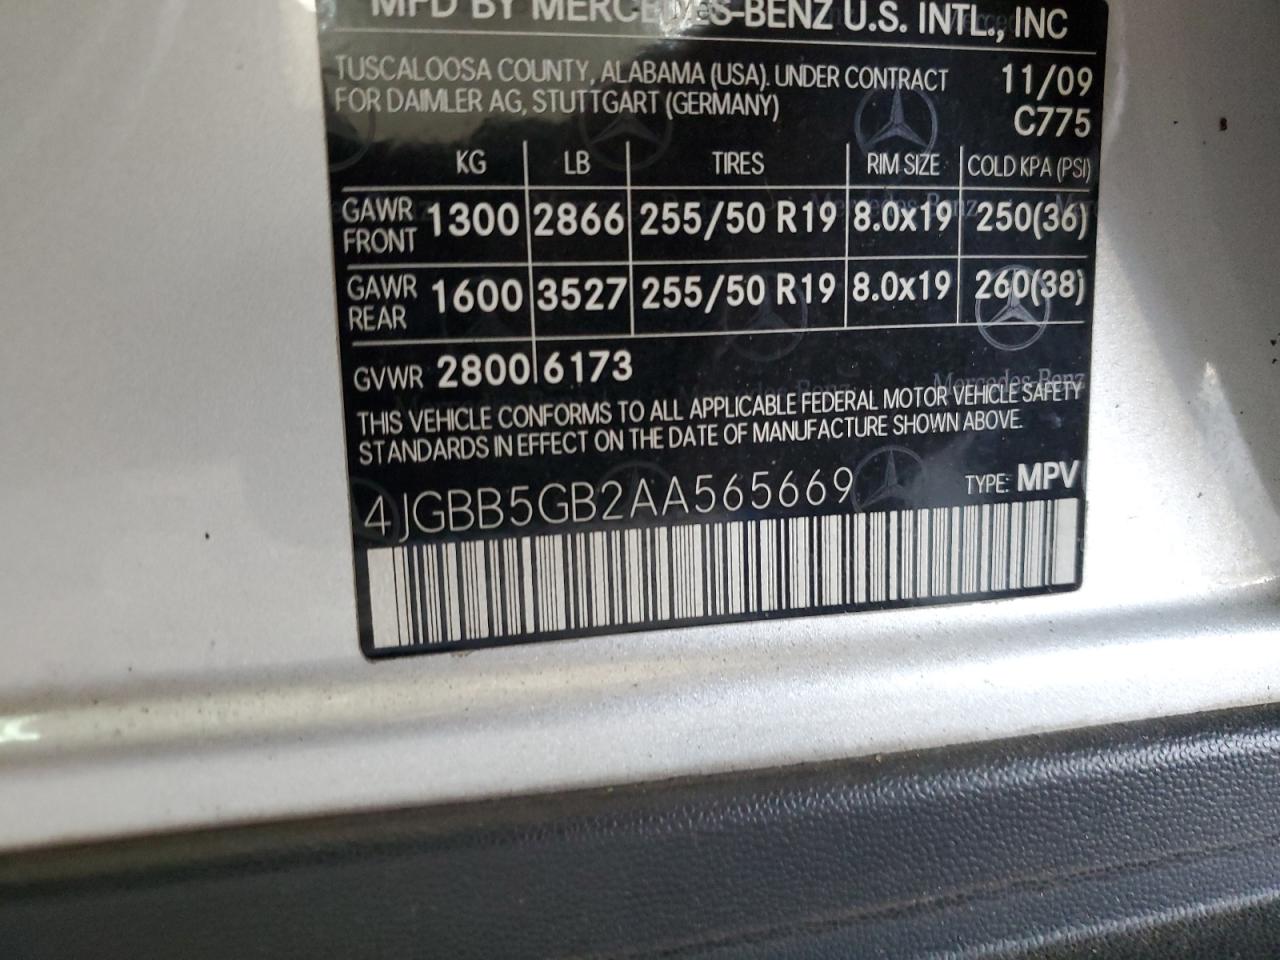 MFD BY MERCEDES-BENZ U.S. INTL., INC
TUSCALOOSA COUNTY, ALABAMA (USA). UNDER CONTRACT 11/09
FOR DAIMLER AG, STUTTGART (GERMANY) C775
KG LB TIRES RIM SIZE COLD KPA (PSI)
GAWR FRONT 1300 2866 255/50 R19 8.0x19 250(36)
GAWR REAR 1600 3527 255/50 R19 8.0x19 260(38)
GVWR 2800 6173
THIS VEHICLE CONFORMS TO ALL APPLICABLE FEDERAL MOTOR VEHICLE SAFETY
STANDARDS IN EFFECT ON THE DATE OF MANUFACTURE SHOWN ABOVE.
4JGBB5GB2AA565669 TYPE: MPV